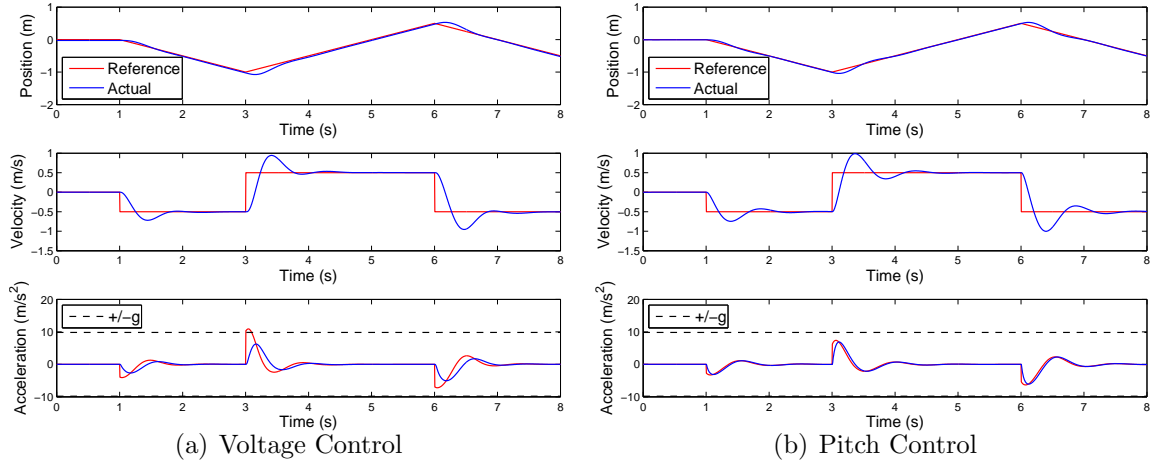 1
0
−1
−2
Position (m)
Reference
Actual
0 1 2 3 4 5 6 7 8
Time (s)
1
0.5
0
−0.5
−1
−1.5
Velocity (m/s)
0 1 2 3 4 5 6 7 8
Time (s)
20
10
0
−10
Acceleration (m/s²)
+/−g
0 1 2 3 4 5 6 7 8
Time (s)
(a) Voltage Control
1
0
−1
−2
Position (m)
Reference
Actual
0 1 2 3 4 5 6 7 8
Time (s)
1
0.5
0
−0.5
−1
−1.5
Velocity (m/s)
0 1 2 3 4 5 6 7 8
Time (s)
20
10
0
−10
Acceleration (m/s²)
+/−g
0 1 2 3 4 5 6 7 8
Time (s)
(b) Pitch Control